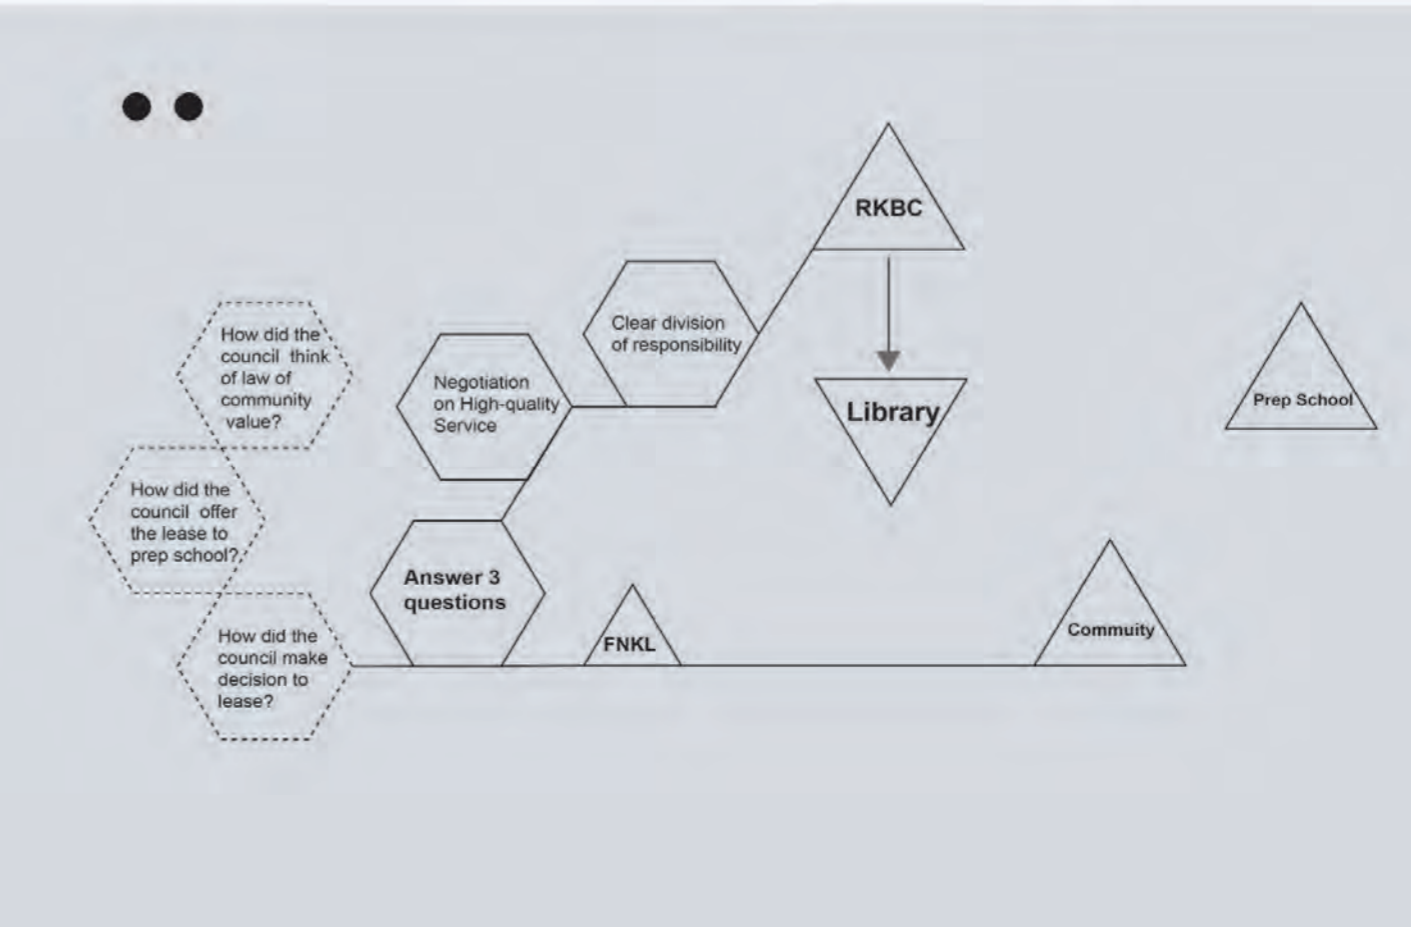 RKBC
Clear division
of responsibility
How did the
council think
of law of
community
value?
Negotiation
on High-quality
Service
Library
Prep School
How did the
council offer
the lease to
prep school?
Answer 3
questions
FNKL
Commuity
How did the
council make
decision to
lease?